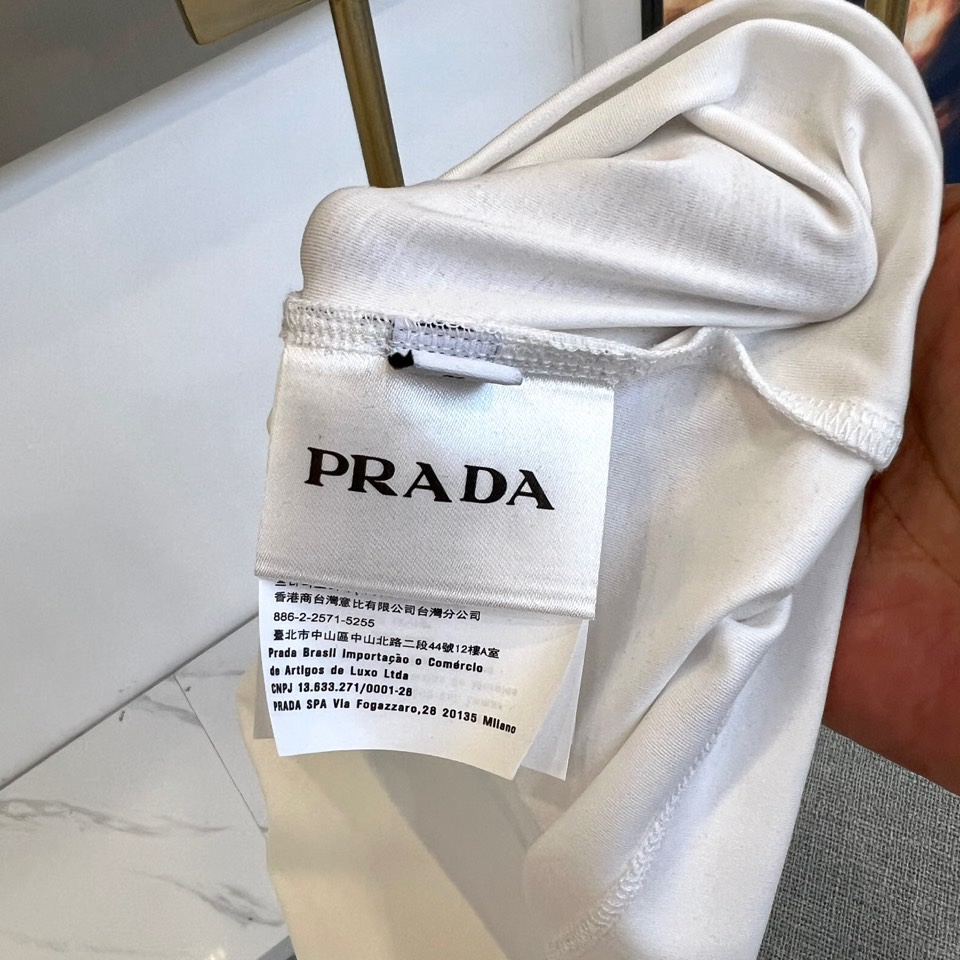 PRADA
香港商台灣意比有限公司台灣分公司
886-2-2571-5255
臺北市中山區中山北路二段44號12樓A室
Prada Brasil Importação o Comércio
de Artigos de Luxo Ltda
CNPJ 13.633.271/0001-28
PRADA SPA Via Fogazzaro,28 20135 Milano